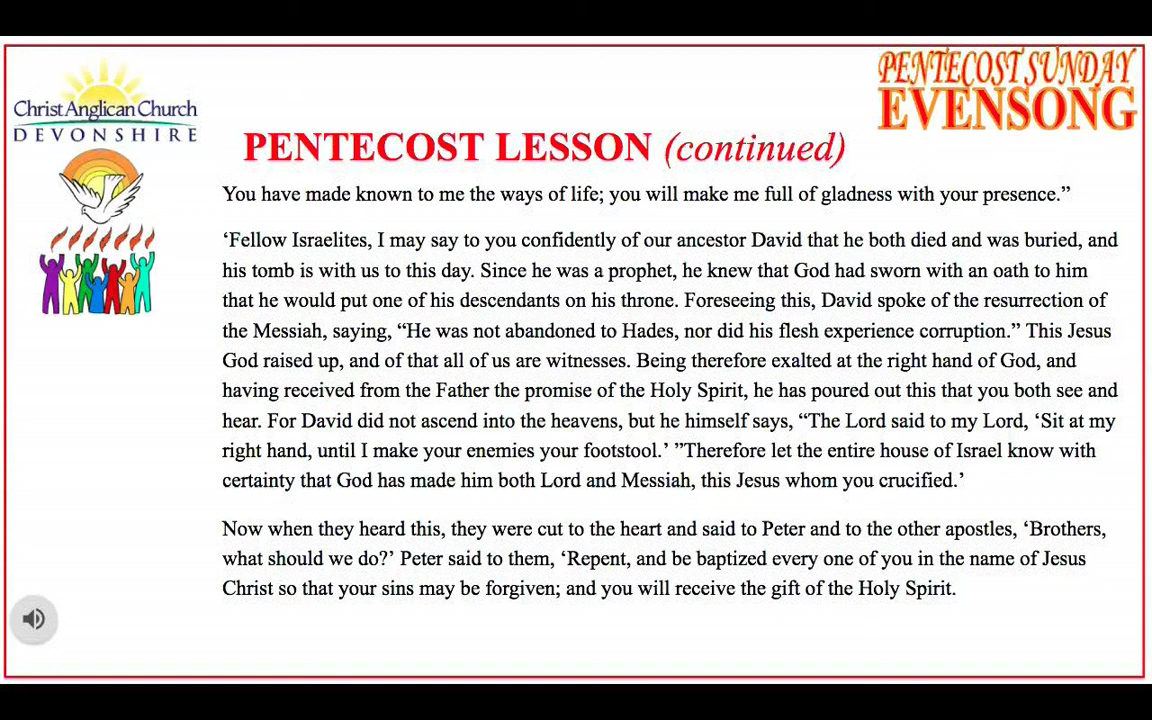 Christ Anglican Church
DEVONSHIRE
PENTECOST SUNDAY
EVENSONG
PENTECOST LESSON (continued)
You have made known to me the ways of life; you will make me full of gladness with your presence.”
‘Fellow Israelites, I may say to you confidently of our ancestor David that he both died and was buried, and
his tomb is with us to this day. Since he was a prophet, he knew that God had sworn with an oath to him
that he would put one of his descendants on his throne. Foreseeing this, David spoke of the resurrection of
the Messiah, saying, “He was not abandoned to Hades, nor did his flesh experience corruption.” This Jesus
God raised up, and of that all of us are witnesses. Being therefore exalted at the right hand of God, and
having received from the Father the promise of the Holy Spirit, he has poured out this that you both see and
hear. For David did not ascend into the heavens, but he himself says, “The Lord said to my Lord, ‘Sit at my
right hand, until I make your enemies your footstool.’ ”Therefore let the entire house of Israel know with
certainty that God has made him both Lord and Messiah, this Jesus whom you crucified.’
Now when they heard this, they were cut to the heart and said to Peter and to the other apostles, ‘Brothers,
what should we do?’ Peter said to them, ‘Repent, and be baptized every one of you in the name of Jesus
Christ so that your sins may be forgiven; and you will receive the gift of the Holy Spirit.